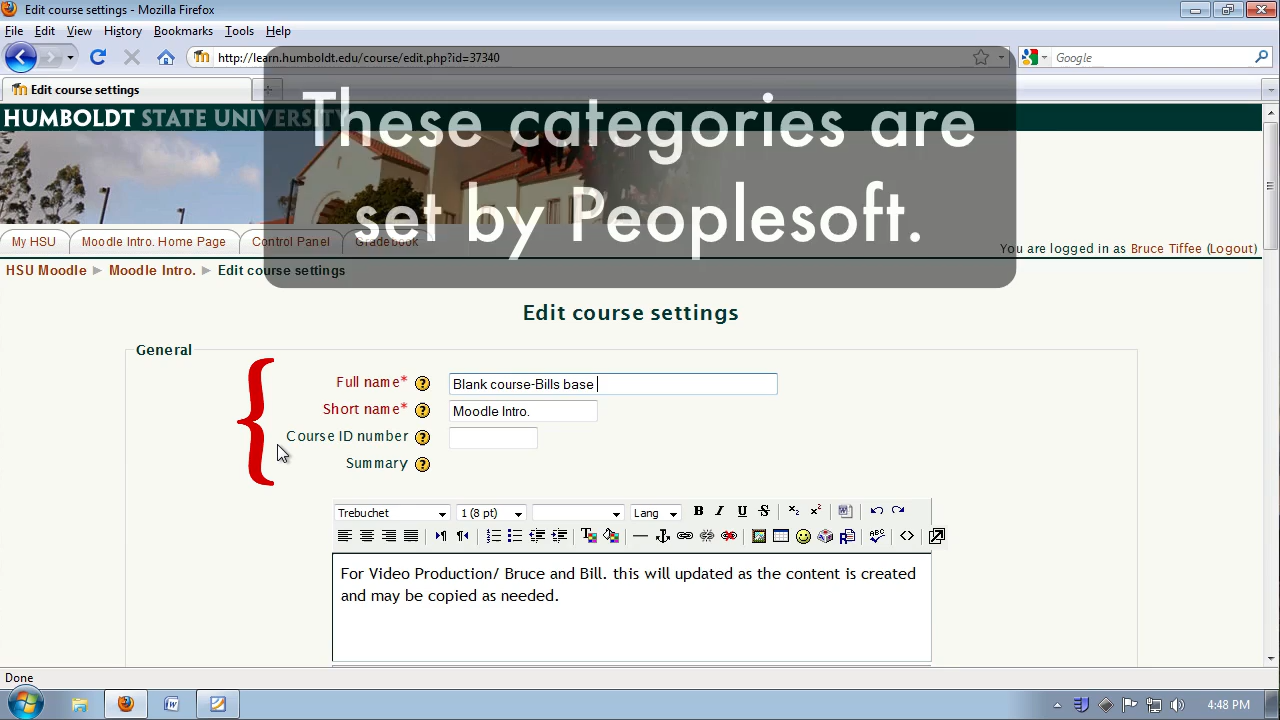 Edit course settings - Mozilla Firefox
File Edit View History Bookmarks Tools Help
http://learn.humboldt.edu/course/edit.php?id=37340
Google
Edit course settings
HUMBOLDT STATE UNIVERSITY
These categories are
set by Peoplesoft.
My HSU Moodle Intro. Home Page Control Panel Gradebook
You are logged in as Bruce Tiffee (Logout)
HSU Moodle ► Moodle Intro. ► Edit course settings
Edit course settings
General
Full name* ? Blank course-Bills base
Short name* ? Moodle Intro.
Course ID number ?
Summary ?
Trebuchet 1 (8 pt) Lang B I U S x₂ x²
ABC
For Video Production/ Bruce and Bill. this will updated as the content is created
and may be copied as needed.
Done
4:48 PM